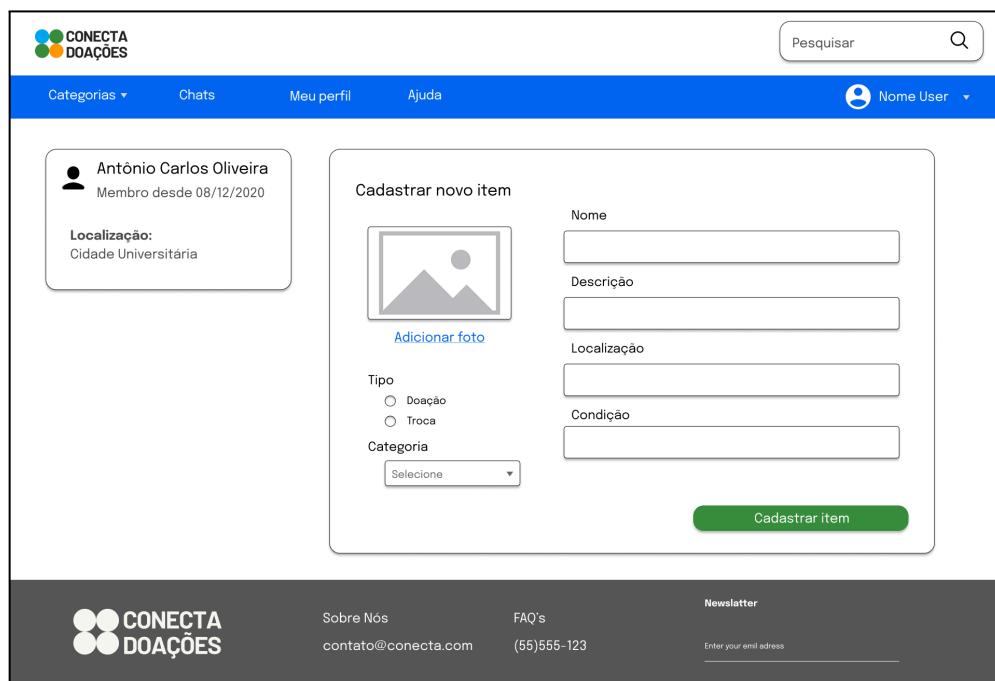 CONECTA
DOAÇÕES
Pesquisar
Categorias
Chats
Meu perfil
Ajuda
Nome User
Antônio Carlos Oliveira
Membro desde 08/12/2020
Localização:
Cidade Universitária
Cadastrar novo item
Adicionar foto
Tipo
Doação
Troca
Categoria
Selecione
Nome
Descrição
Localização
Condição
Cadastrar item
CONECTA
DOAÇÕES
Sobre Nós
contato@conecta.com
FAQ's
(55)555-123
Newslatter
Enter your emil adress